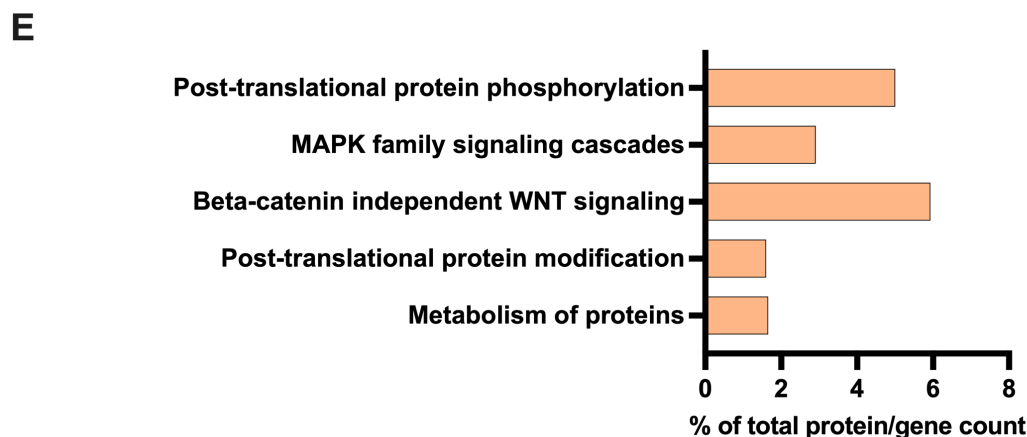 E
Post-translational protein phosphorylation
MAPK family signaling cascades
Beta-catenin independent WNT signaling
Post-translational protein modification
Metabolism of proteins
0 2 4 6 8
% of total protein/gene count